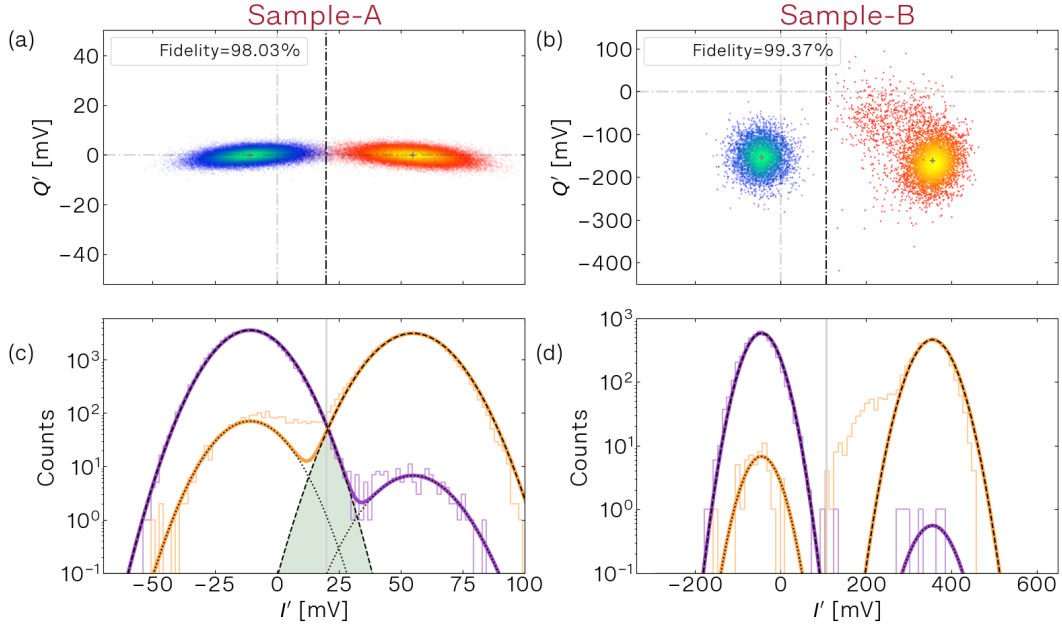 Sample-A
Sample-B
(a)
Fidelity=98.03%
40
20
0
−20
−40
Q′ [mV]
(b)
Fidelity=99.37%
100
0
−100
−200
−300
−400
Q′ [mV]
(c)
10³
10²
10¹
10⁰
10⁻¹
Counts
−50
−25
0
25
50
75
100
I′ [mV]
(d)
10³
10²
10¹
10⁰
10⁻¹
Counts
−200
0
200
400
600
I′ [mV]